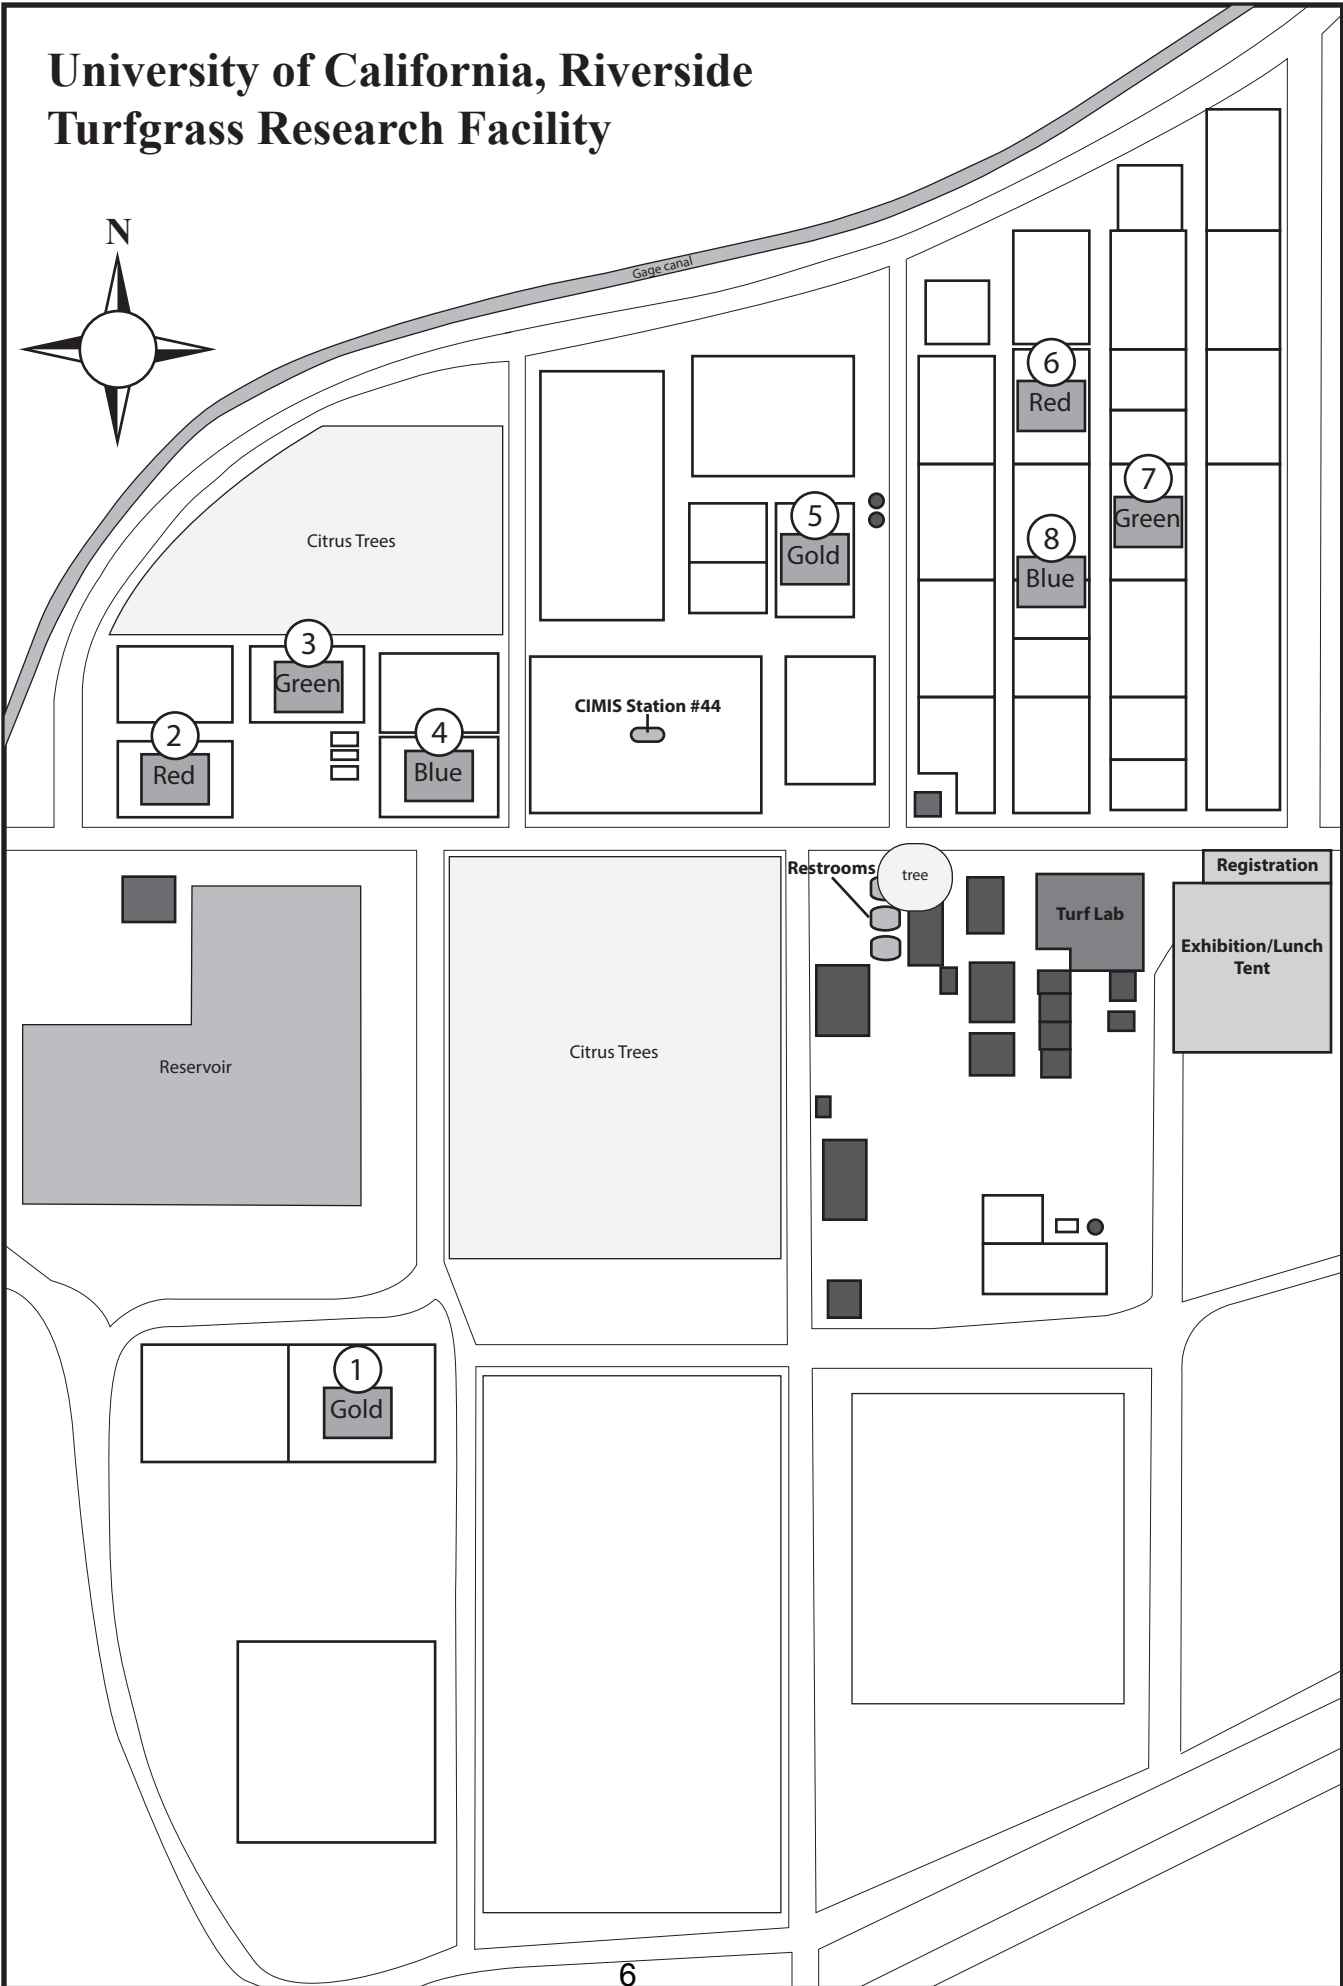 University of California, Riverside
Turfgrass Research Facility
N
Gage canal
6
Red
7
Green
5
Gold
8
Blue
Citrus Trees
3
Green
CIMIS Station #44
2
Red
4
Blue
Restrooms
tree
Registration
Turf Lab
Exhibition/Lunch
Tent
Citrus Trees
Reservoir
1
Gold
6